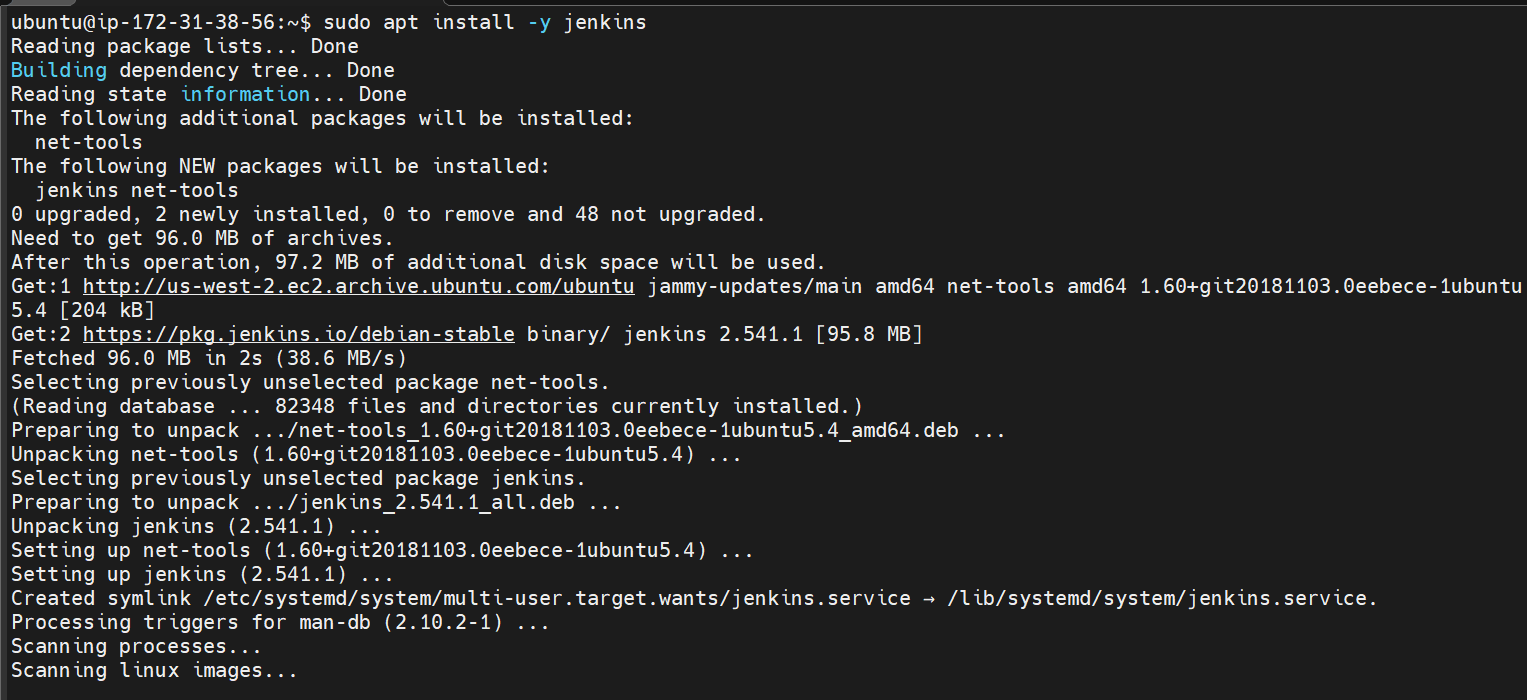 ubuntu@ip-172-31-38-56:~$ sudo apt install -y jenkins
Reading package lists... Done
Building dependency tree... Done
Reading state information... Done
The following additional packages will be installed:
  net-tools
The following NEW packages will be installed:
  jenkins net-tools
0 upgraded, 2 newly installed, 0 to remove and 48 not upgraded.
Need to get 96.0 MB of archives.
After this operation, 97.2 MB of additional disk space will be used.
Get:1 http://us-west-2.ec2.archive.ubuntu.com/ubuntu jammy-updates/main amd64 net-tools amd64 1.60+git20181103.0eebece-1ubuntu
5.4 [204 kB]
Get:2 https://pkg.jenkins.io/debian-stable binary/ jenkins 2.541.1 [95.8 MB]
Fetched 96.0 MB in 2s (38.6 MB/s)
Selecting previously unselected package net-tools.
(Reading database ... 82348 files and directories currently installed.)
Preparing to unpack .../net-tools_1.60+git20181103.0eebece-1ubuntu5.4_amd64.deb ...
Unpacking net-tools (1.60+git20181103.0eebece-1ubuntu5.4) ...
Selecting previously unselected package jenkins.
Preparing to unpack .../jenkins_2.541.1_all.deb ...
Unpacking jenkins (2.541.1) ...
Setting up net-tools (1.60+git20181103.0eebece-1ubuntu5.4) ...
Setting up jenkins (2.541.1) ...
Created symlink /etc/systemd/system/multi-user.target.wants/jenkins.service → /lib/systemd/system/jenkins.service.
Processing triggers for man-db (2.10.2-1) ...
Scanning processes...
Scanning linux images...